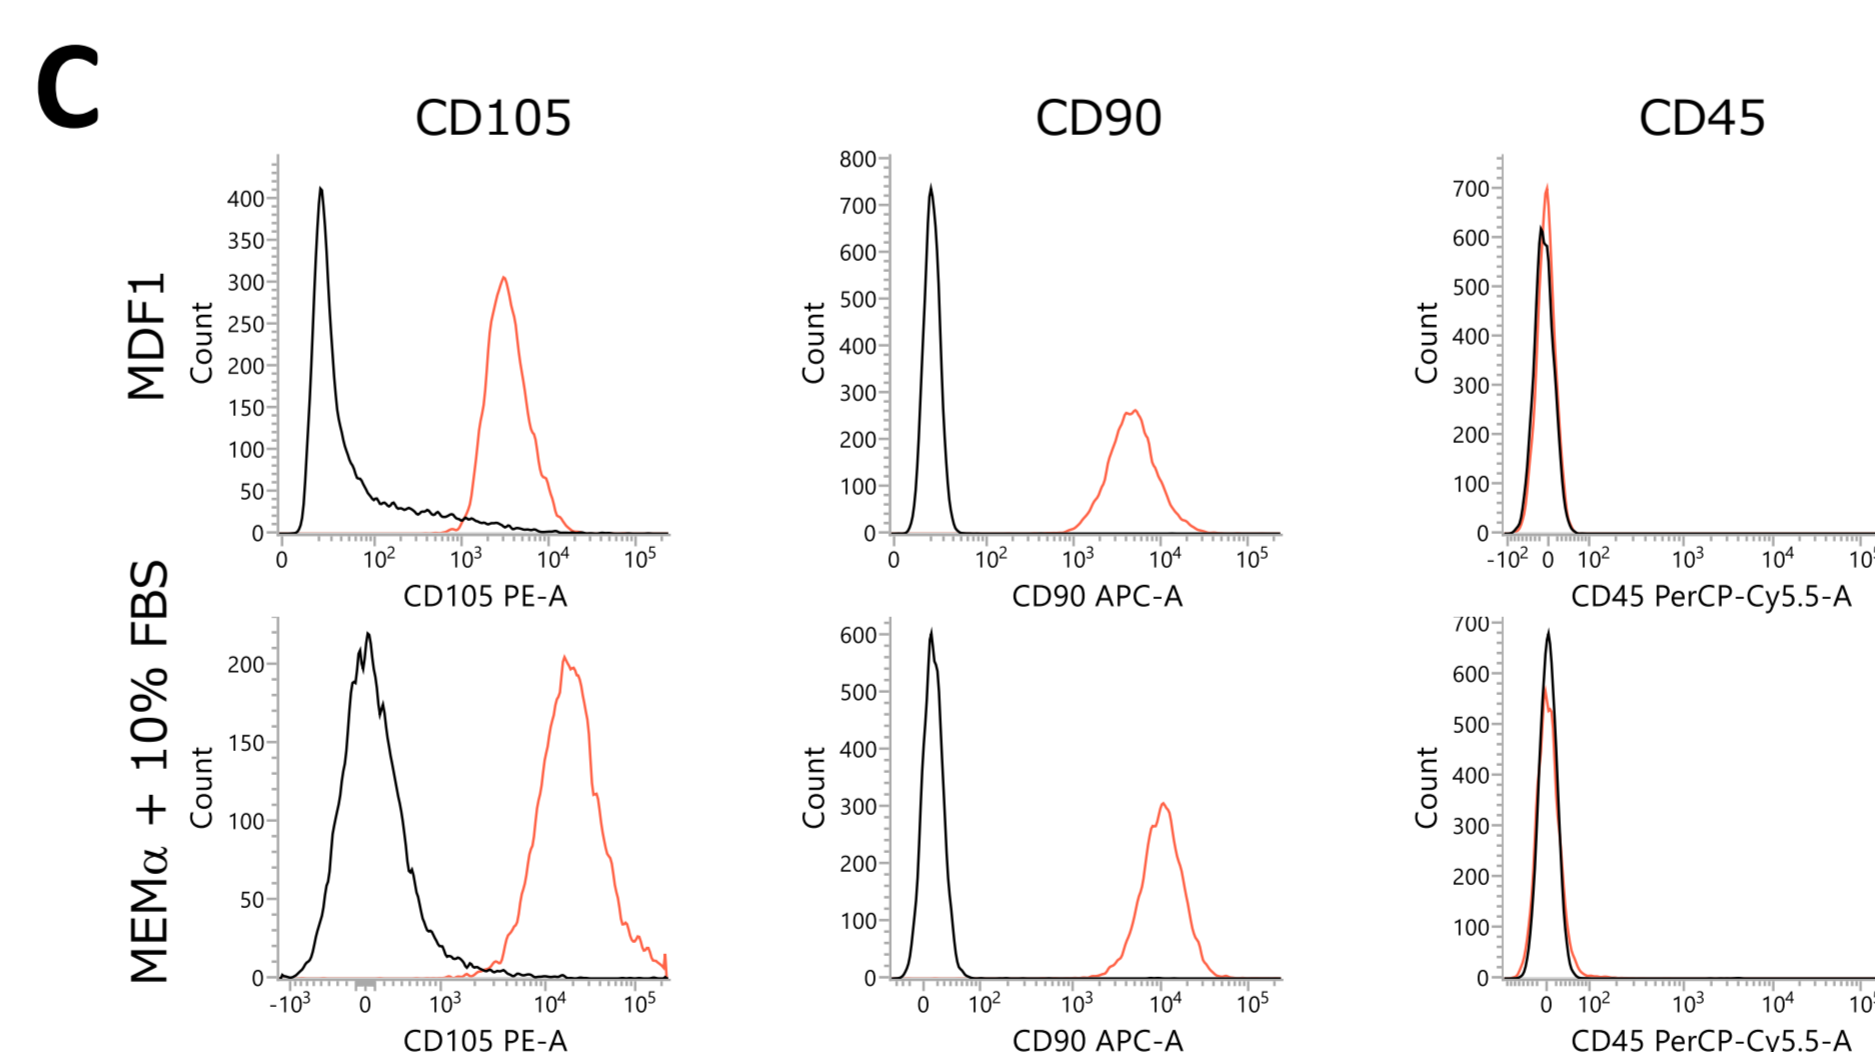 C
CD105
CD90
CD45
MDF1
Count
400
350
300
250
200
150
100
50
0
0 10² 10³ 10⁴ 10⁵
CD105 PE-A
Count
800
700
600
500
400
300
200
100
0
0 10² 10³ 10⁴ 10⁵
CD90 APC-A
Count
700
600
500
400
300
200
100
0
-10² 0 10² 10³ 10⁴
CD45 PerCP-Cy5.5-A
MEMα + 10% FBS
Count
200
150
100
50
0
-10³ 0 10³ 10⁴ 10⁵
CD105 PE-A
Count
600
500
400
300
200
100
0
0 10² 10³ 10⁴ 10⁵
CD90 APC-A
Count
700
600
500
400
300
200
100
0
0 10² 10³ 10⁴
CD45 PerCP-Cy5.5-A